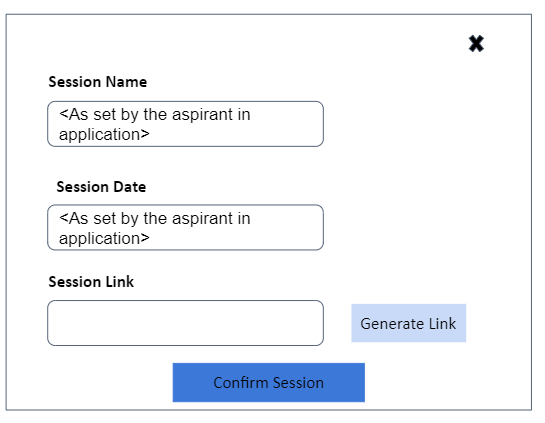 Session Name
<As set by the aspirant in
application>
Session Date
<As set by the aspirant in
application>
Session Link
Generate Link
Confirm Session